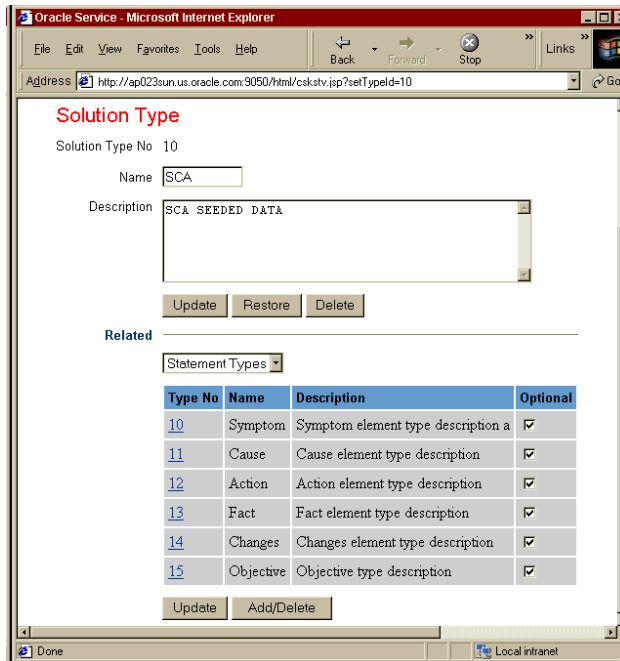 Oracle Service - Microsoft Internet Explorer
File Edit View Favorites Tools Help Back Forward Stop » Links »
Address http://ap023sun.us.oracle.com:9050/html/cskstv.jsp?setTypeId=10 Go
Solution Type
Solution Type No 10
Name SCA
Description SCA SEEDED DATA
Update Restore Delete
Related
Statement Types
Type No Name Description Optional
10 Symptom Symptom element type description a
11 Cause Cause element type description
12 Action Action element type description
13 Fact Fact element type description
14 Changes Changes element type description
15 Objective Objective type description
Update Add/Delete
Done Local intranet